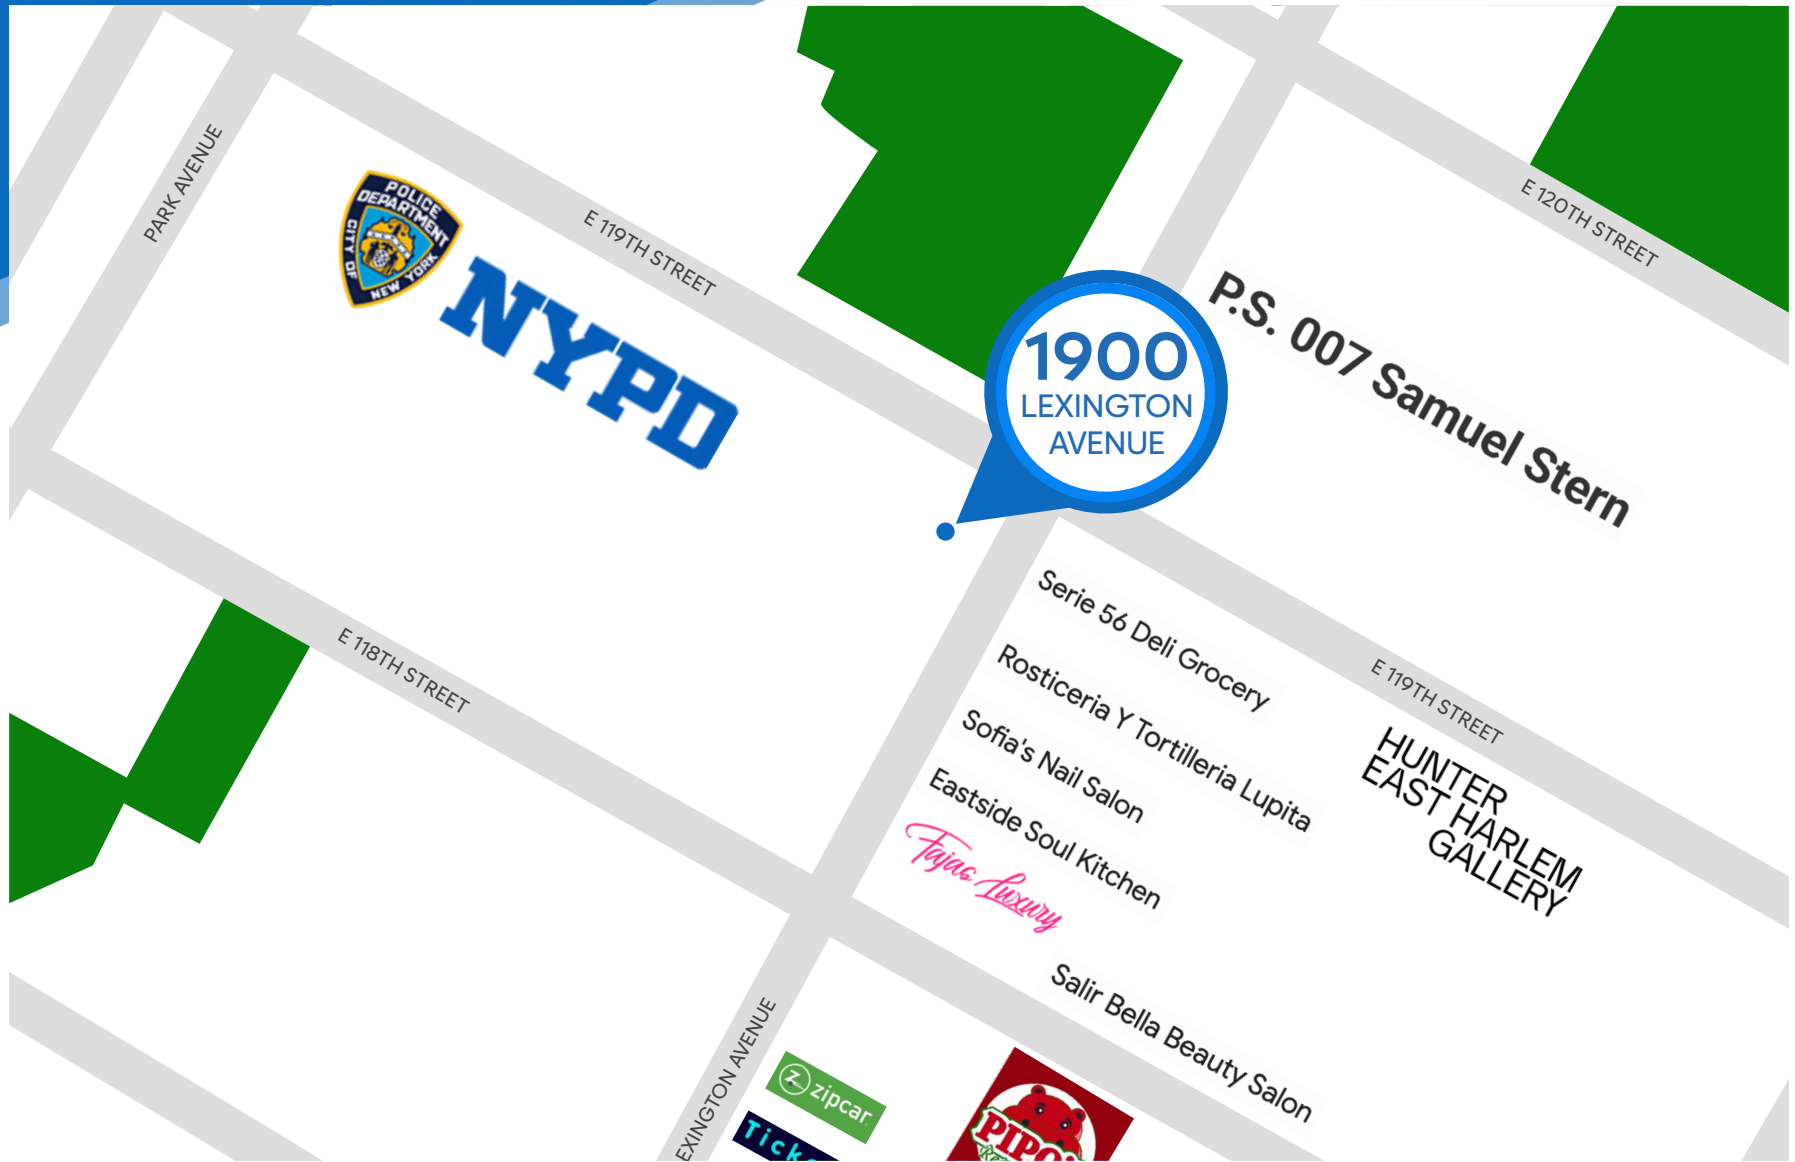 PARK AVENUE
POLICE
DEPARTMENT
CITY OF
NEW YORK
NYPD
E 119TH STREET
E 120TH STREET
1900
LEXINGTON
AVENUE
P.S. 007 Samuel Stern
E 118TH STREET
Serie 56 Deli Grocery
Rosticeria Y Tortilleria Lupita
Sofia's Nail Salon
Eastside Soul Kitchen
Fajas Luxury
E 119TH STREET
HUNTER
EAST HARLEM
GALLERY
Salir Bella Beauty Salon
EXINGTON AVENUE
Z zipcar